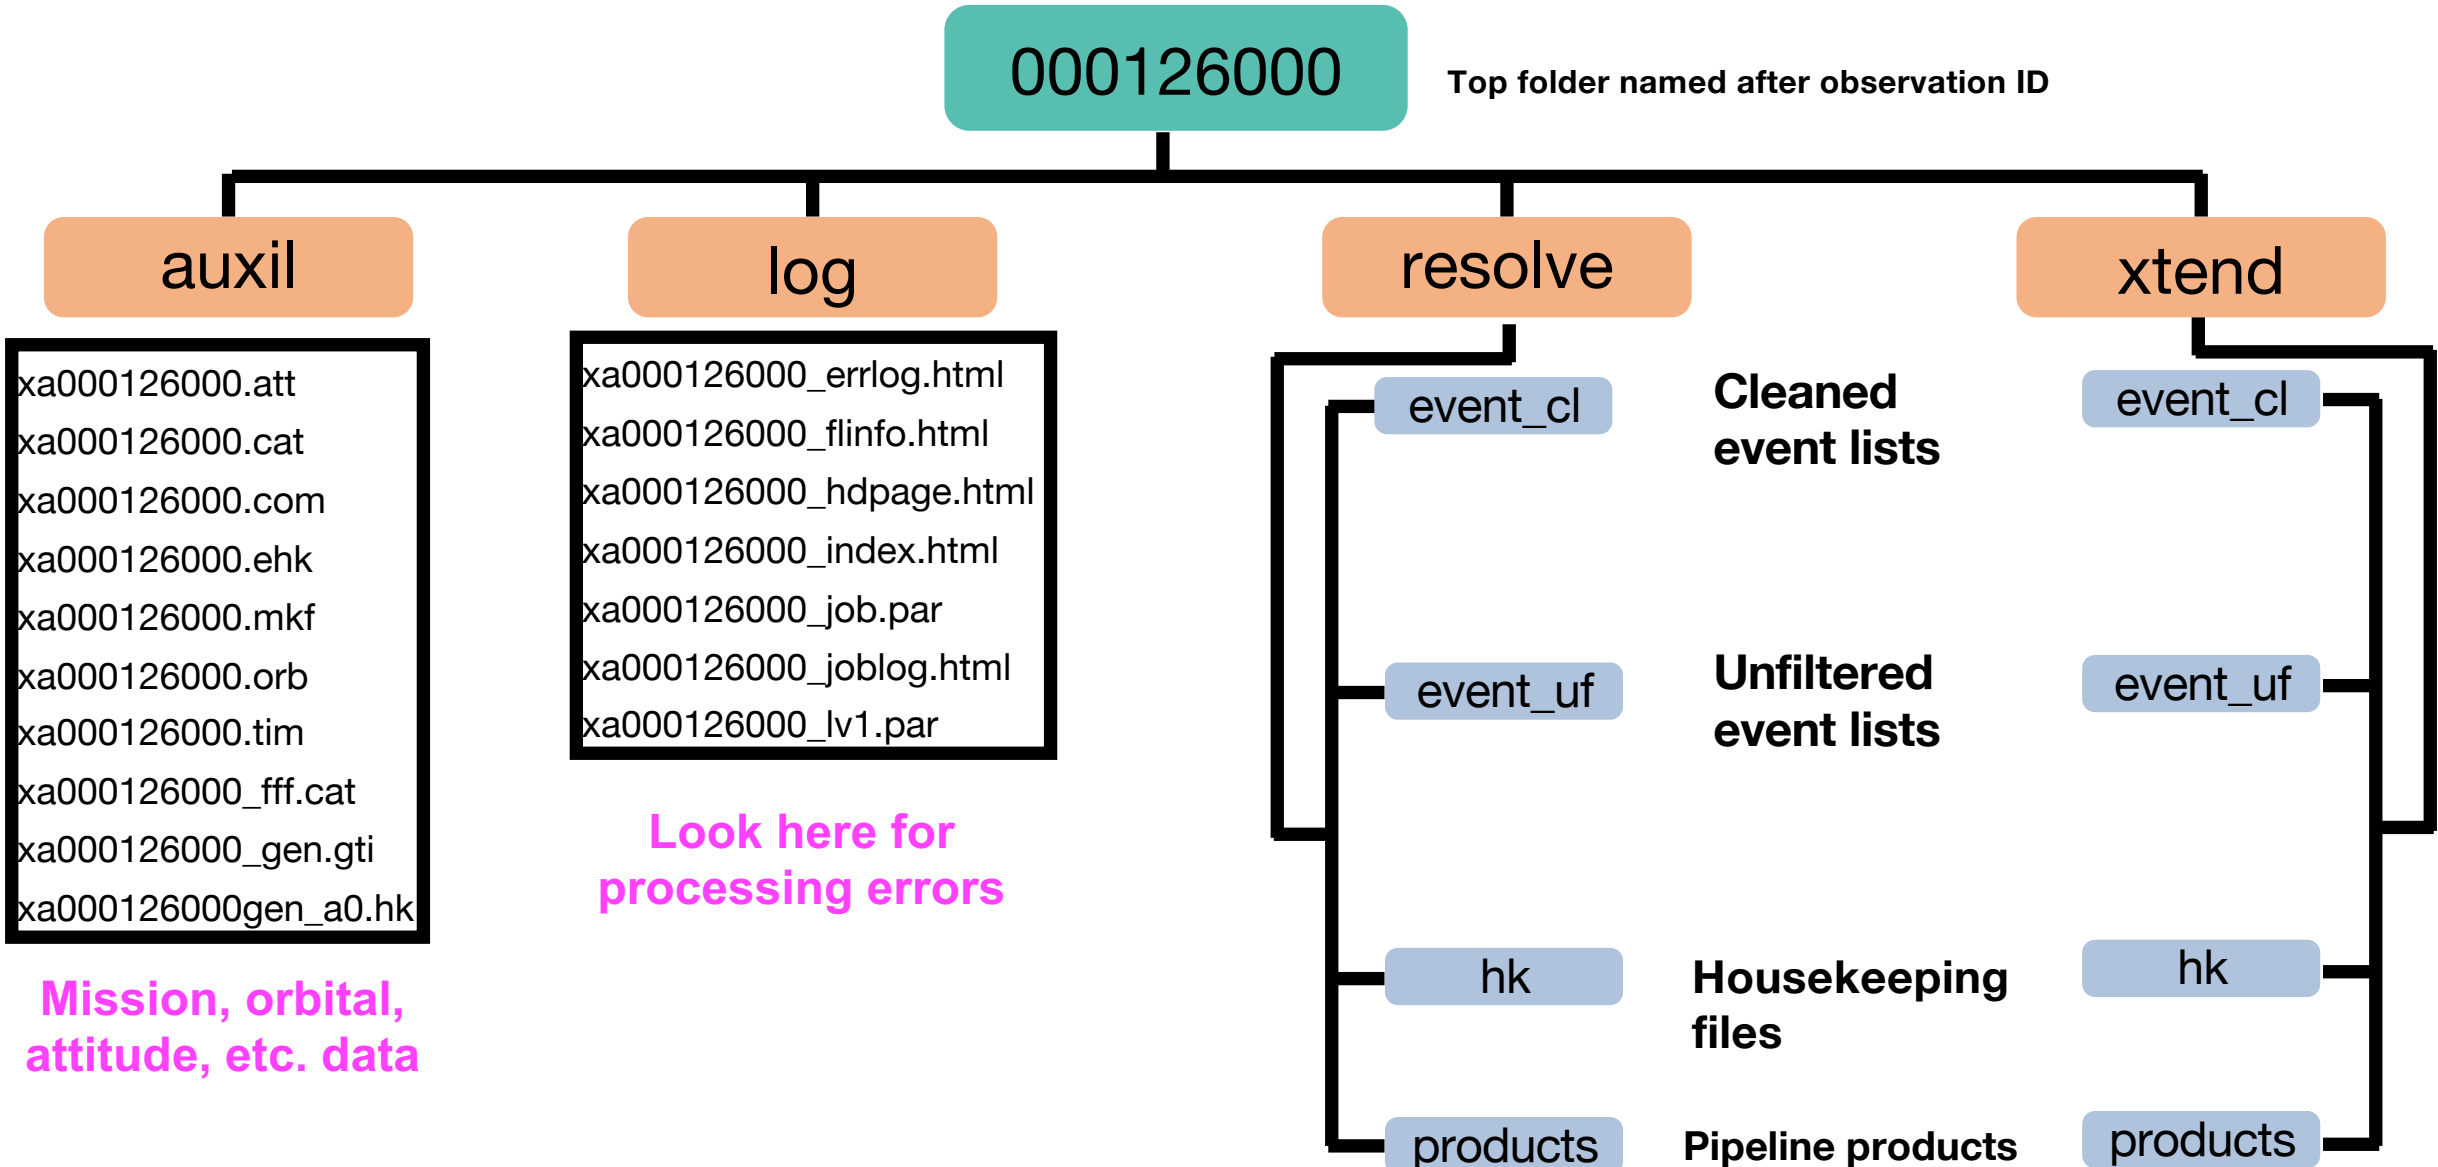 000126000
Top folder named after observation ID
auxil
log
resolve
xtend
xa000126000.att
xa000126000.cat
xa000126000.com
xa000126000.ehk
xa000126000.mkf
xa000126000.orb
xa000126000.tim
xa000126000_fff.cat
xa000126000_gen.gti
xa000126000gen_a0.hk
Mission, orbital,
attitude, etc. data
xa000126000_errlog.html
xa000126000_flinfo.html
xa000126000_hdpage.html
xa000126000_index.html
xa000126000_job.par
xa000126000_joblog.html
xa000126000_lv1.par
Look here for
processing errors
event_cl
Cleaned
event lists
event_cl
event_uf
Unfiltered
event lists
event_uf
hk
Housekeeping
files
hk
products
Pipeline products
products